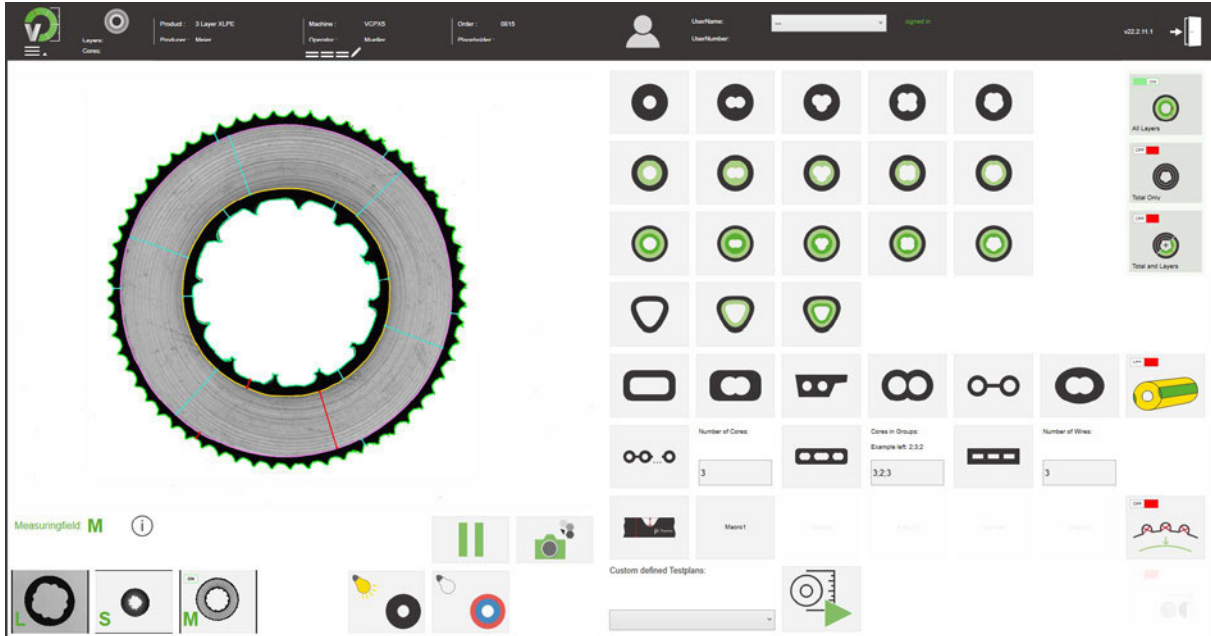 Product : 3 Layer XLPE
Machine : VCPX5
Order : 0815
UserName:
--
signed in
Layers:
Producer : Meier
Operator : Mueller
Placeholder :
UserNumber:
v22.2.11.1
Cores:
ON
All Layers
OFF
Total Only
OFF
Total and Layers
OFF
Number of Cores:
Cores in Groups:
Number of Wires:
Example left: 2;3;2
3
3;2;3
3
Measuringfield: M
Macro1
OFF
Custom defined Testplans:
ON
L
S
M